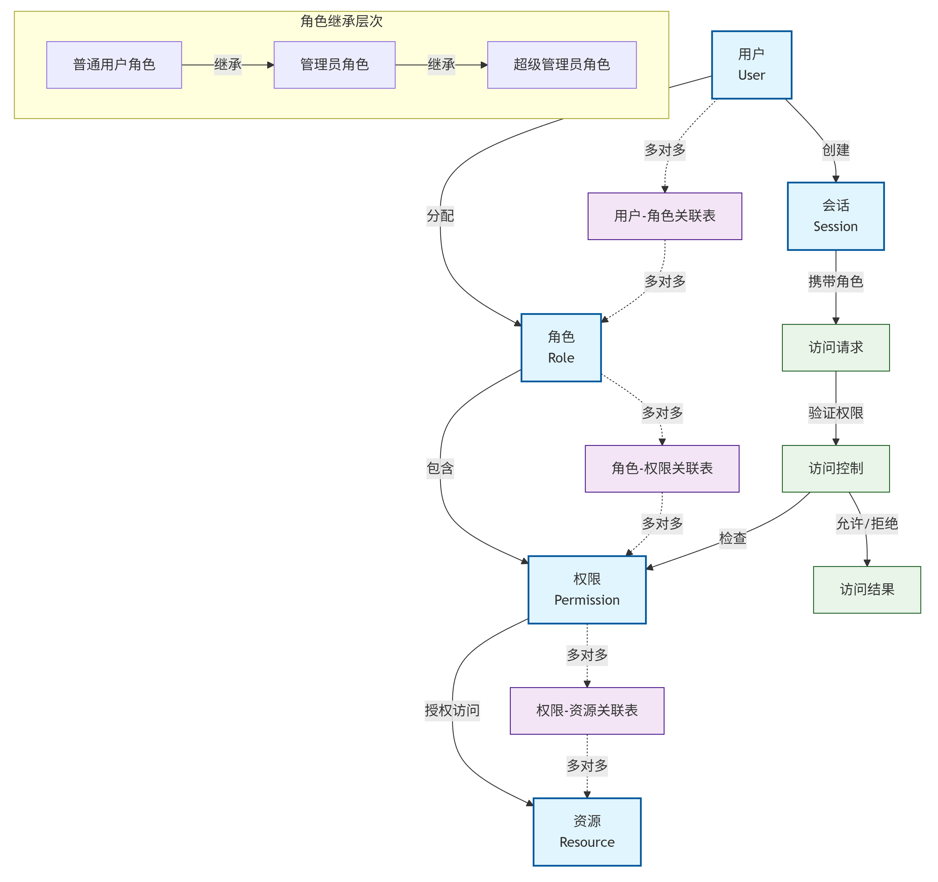 角色继承层次
普通用户角色
继承
管理员角色
继承
超级管理员角色
用户
User
多对多
创建
分配
用户-角色关联表
会话
Session
多对多
携带角色
角色
Role
访问请求
多对多
验证权限
包含
角色-权限关联表
访问控制
多对多
检查
允许/拒绝
权限
Permission
访问结果
多对多
授权访问
权限-资源关联表
多对多
资源
Resource